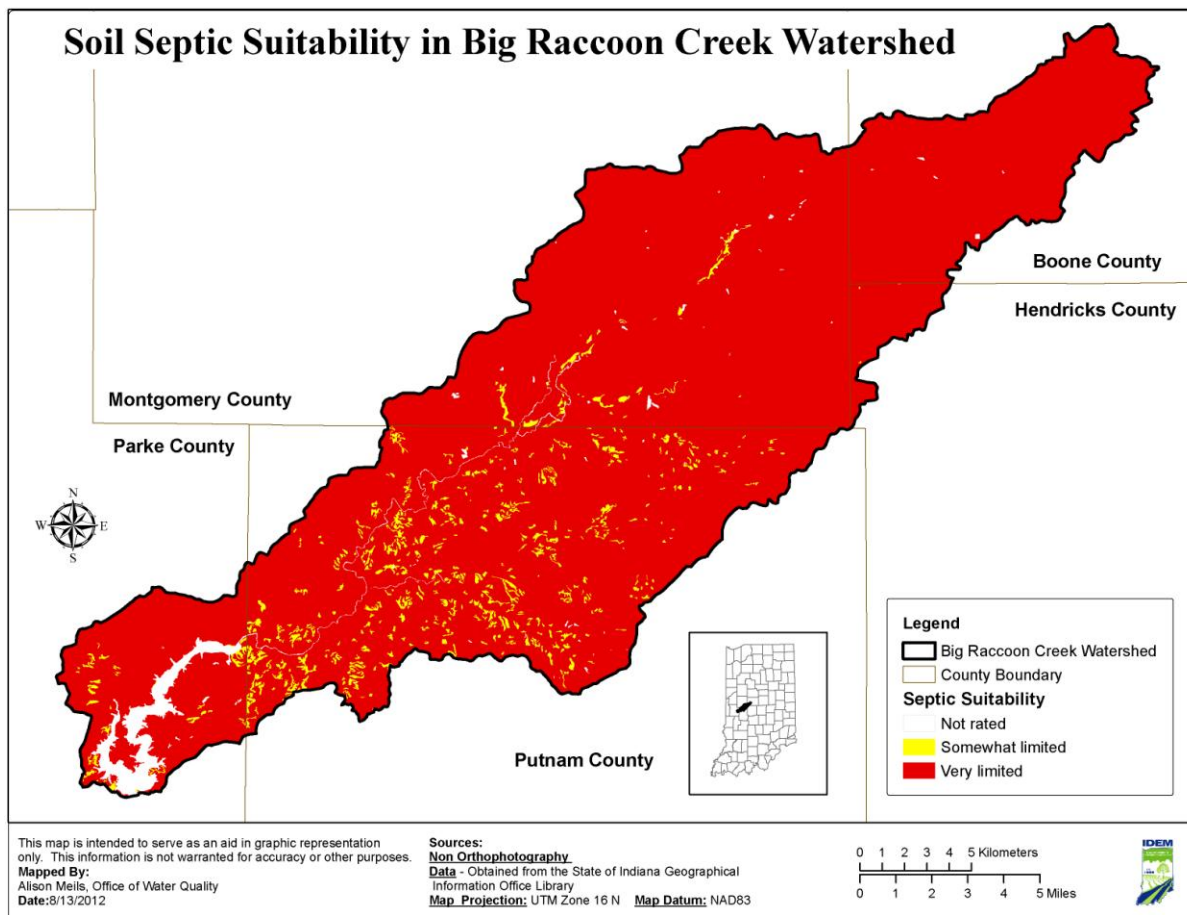 Soil Septic Suitability in Big Raccoon Creek Watershed
Boone County
Hendricks County
Montgomery County
Parke County
N
W E
S
Putnam County
Legend
Big Raccoon Creek Watershed
County Boundary
Septic Suitability
Not rated
Somewhat limited
Very limited
This map is intended to serve as an aid in graphic representation
only. This information is not warranted for accuracy or other purposes.
Mapped By:
Alison Meils, Office of Water Quality
Date:8/13/2012
Sources:
Non Orthophotography
Data - Obtained from the State of Indiana Geographical
Information Office Library
Map Projection: UTM Zone 16 N Map Datum: NAD83
0 1 2 3 4 5 Kilometers
0 1 2 3 4 5 Miles
IDEM